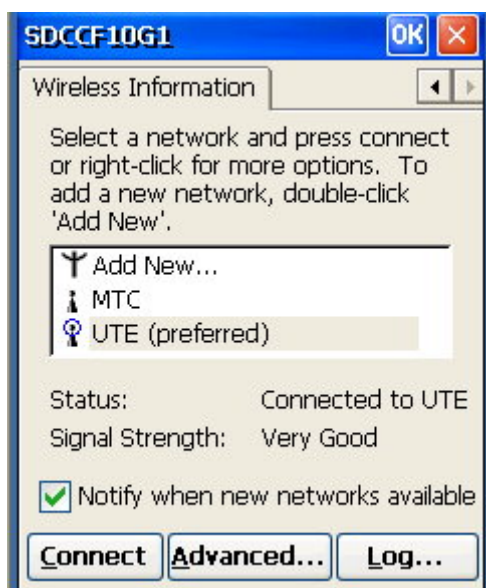 SDCCF10G1 OK
Wireless Information
Select a network and press connect
or right-click for more options. To
add a new network, double-click
'Add New'.
Add New...
MTC
UTE (preferred)
Status: Connected to UTE
Signal Strength: Very Good
Notify when new networks available
Connect Advanced... Log...